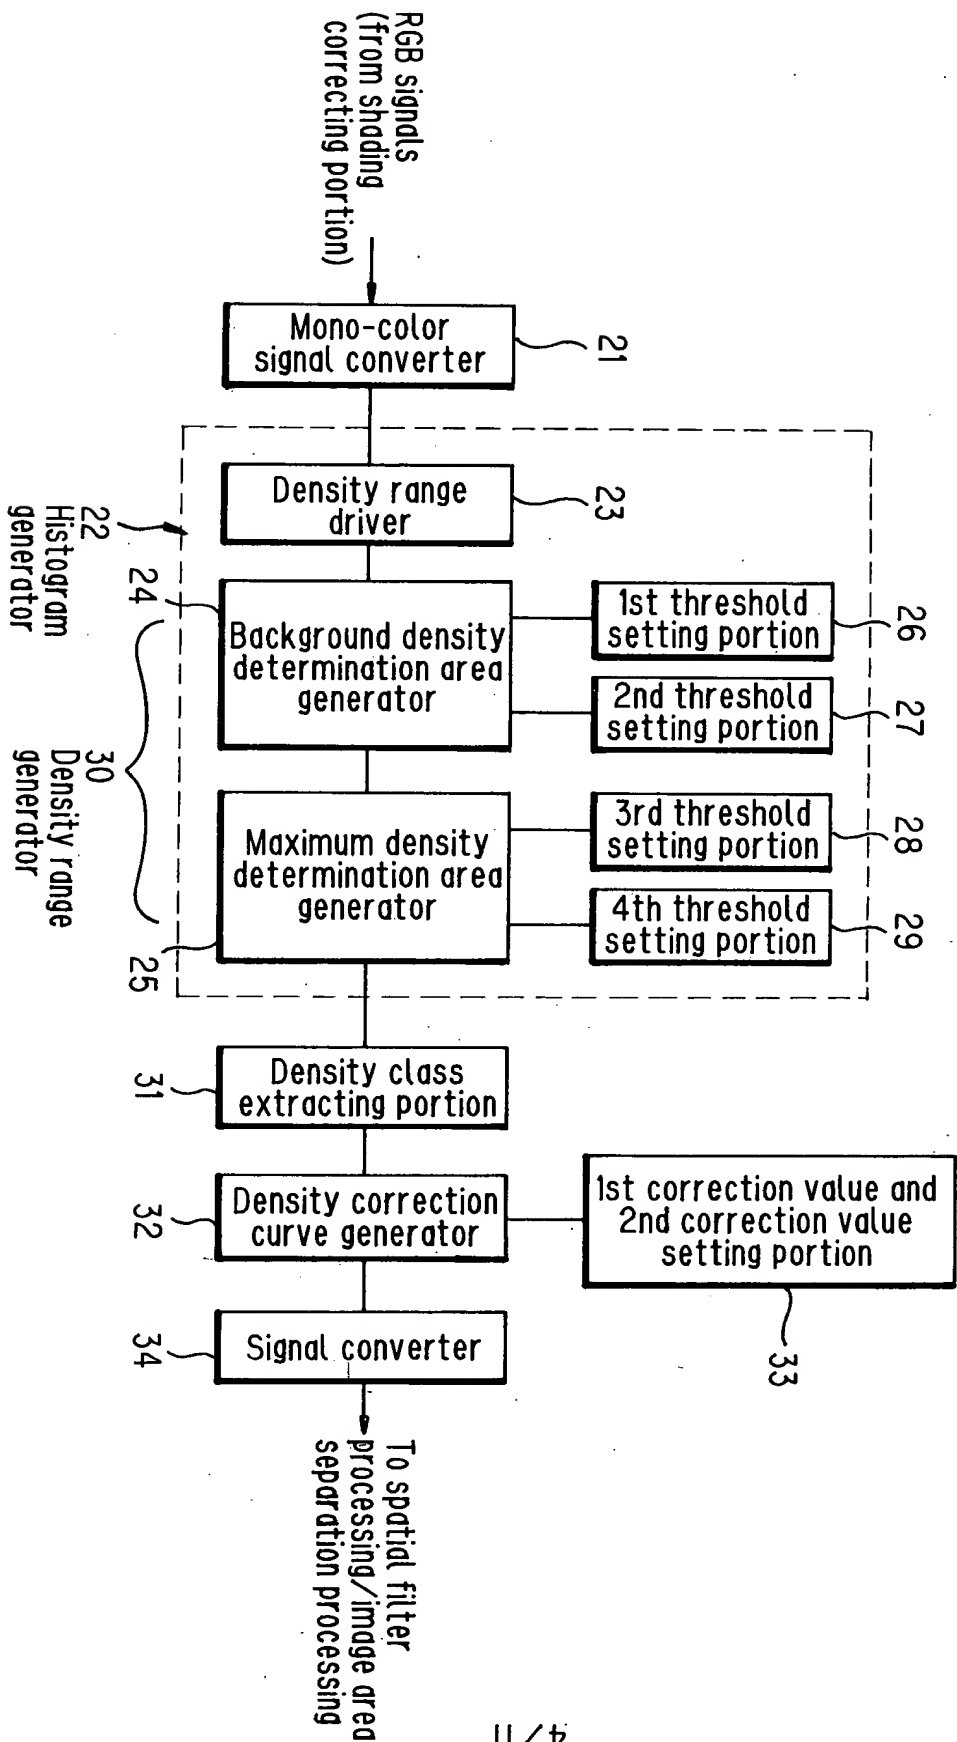 RGB signals
(from shading
correcting portion)
Mono-color
signal converter
21
Density range
driver
23
22
Histogram
generator
24
Background density
determination area
generator
1st threshold
setting portion
26
2nd threshold
setting portion
27
30
Density range
generator
Maximum density
determination area
generator
25
3rd threshold
setting portion
28
4th threshold
setting portion
29
Density class
extracting portion
31
Density correction
curve generator
32
1st correction value and
2nd correction value
setting portion
33
Signal converter
34
To spatial filter
processing/image area
separation processing
4/11